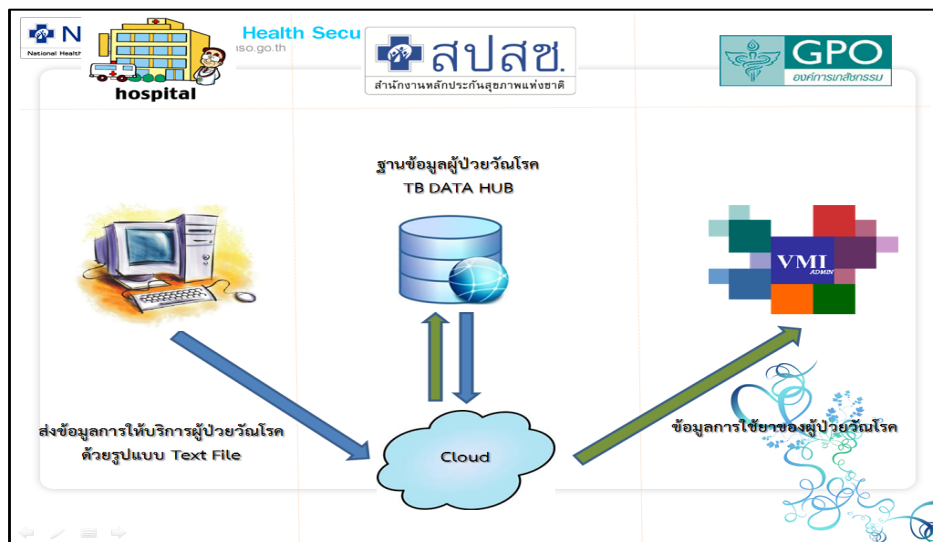 N
National Health
Health Secu
so.go.th
hospital
สปสช.
สำนักงานหลักประกันสุขภาพแห่งชาติ
GPO
องค์การเภสัชกรรม
ฐานข้อมูลผู้ป่วยวัณโรค
TB DATA HUB
VMI
ADMIN
ส่งข้อมูลการให้บริการผู้ป่วยวัณโรค
ด้วยรูปแบบ Text File
Cloud
ข้อมูลการใช้ยาของผู้ป่วยวัณโรค